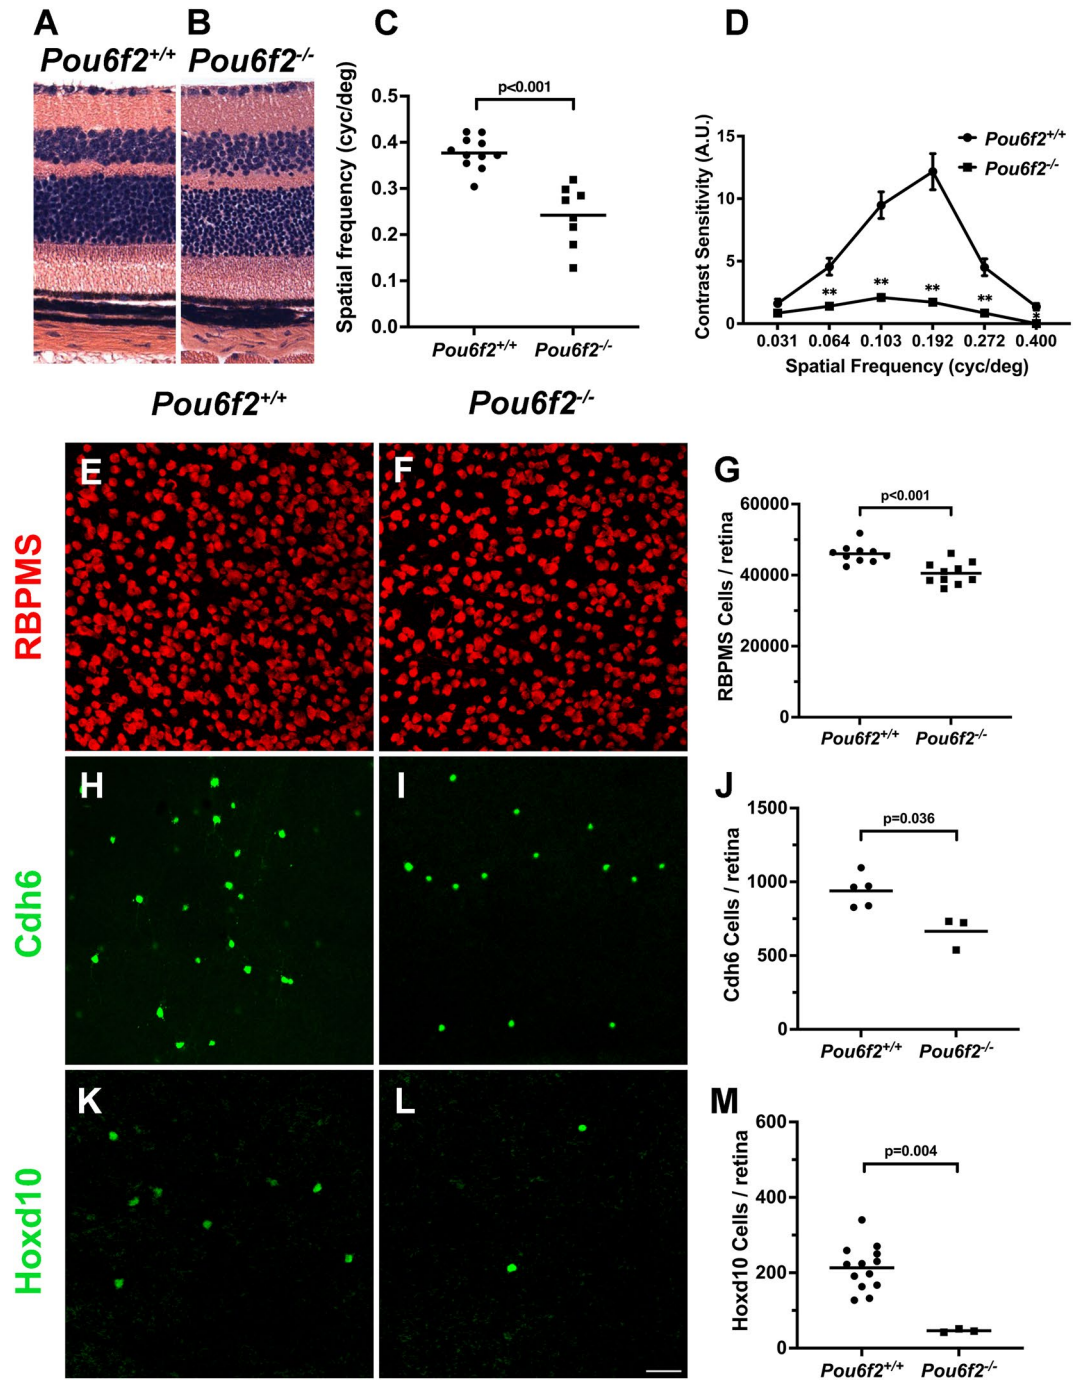 A
B
C
D
Pou6f2+/+
Pou6f2-/-
Spatial frequency (cyc/deg)
0.5
0.4
0.3
0.2
0.1
0.0
p<0.001
Pou6f2+/+
Pou6f2-/-
Contrast Sensitivity (A.U.)
15
10
5
0
Pou6f2+/+
Pou6f2-/-
** ** ** ** *
0.031 0.064 0.103 0.192 0.272 0.400
Spatial Frequency (cyc/deg)
Pou6f2+/+
Pou6f2-/-
RBPMS
E
F
G
RBPMS Cells / retina
60000
40000
20000
0
p<0.001
Pou6f2+/+
Pou6f2-/-
Cdh6
H
I
J
Cdh6 Cells / retina
1500
1000
500
0
p=0.036
Pou6f2+/+
Pou6f2-/-
Hoxd10
K
L
M
Hoxd10 Cells / retina
600
400
200
0
p=0.004
Pou6f2+/+
Pou6f2-/-